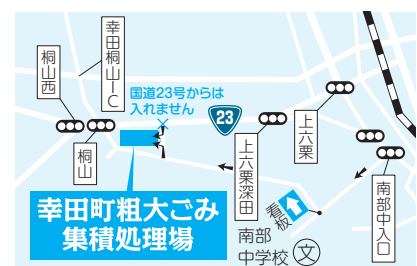 桐山西
幸田桐山IC
国道23号からは
入れません
23
上六栗
桐山
上六栗深田
幸田町粗大ごみ
集積処理場
看板
南部
中学校
文
南部中入口